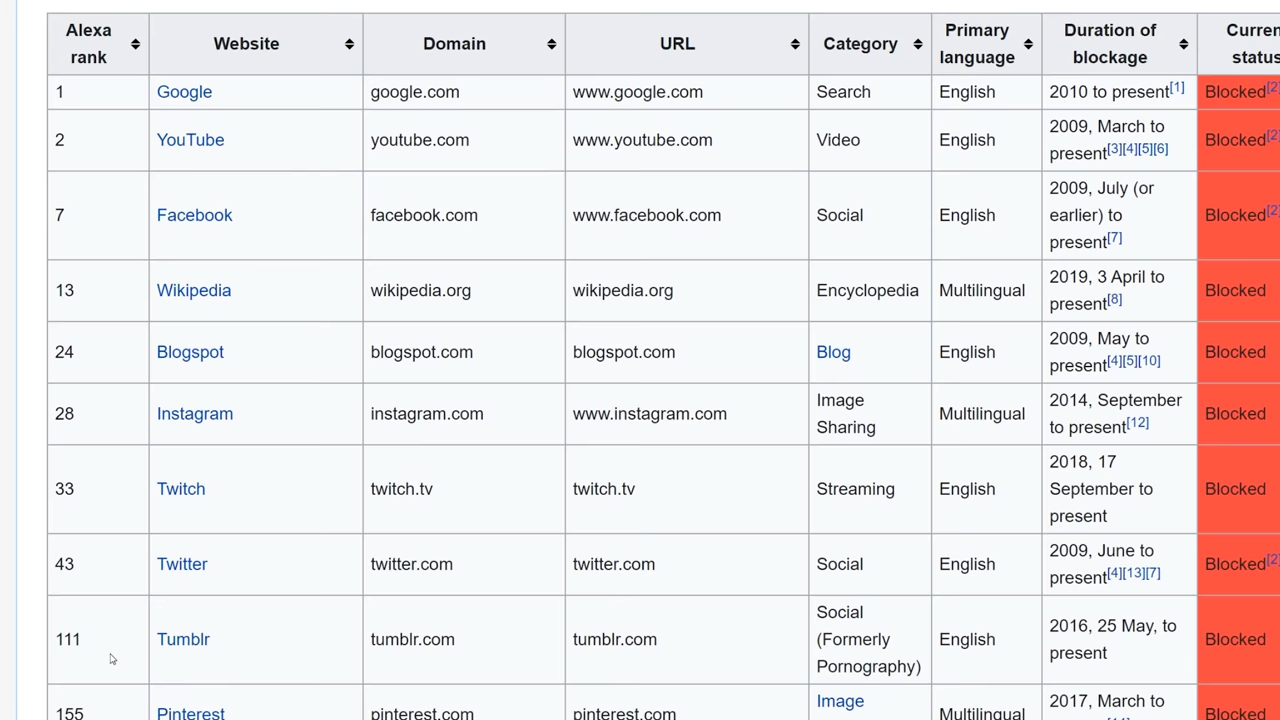 Alexa rank Website Domain URL Category Primary language Duration of blockage Curren status
1 Google google.com www.google.com Search English 2010 to present[1] Blocked[2]
2 YouTube youtube.com www.youtube.com Video English 2009, March to present[3][4][5][6] Blocked[2]
7 Facebook facebook.com www.facebook.com Social English 2009, July (or earlier) to present[7] Blocked[2]
13 Wikipedia wikipedia.org wikipedia.org Encyclopedia Multilingual 2019, 3 April to present[8] Blocked
24 Blogspot blogspot.com blogspot.com Blog English 2009, May to present[4][5][10] Blocked
28 Instagram instagram.com www.instagram.com Image Sharing Multilingual 2014, September to present[12] Blocked
33 Twitch twitch.tv twitch.tv Streaming English 2018, 17 September to present Blocked
43 Twitter twitter.com twitter.com Social English 2009, June to present[4][13][7] Blocked[2]
111 Tumblr tumblr.com tumblr.com Social (Formerly Pornography) English 2016, 25 May, to present Blocked
155 Pinterest pinterest.com pinterest.com Image Multilingual 2017, March to Blocked